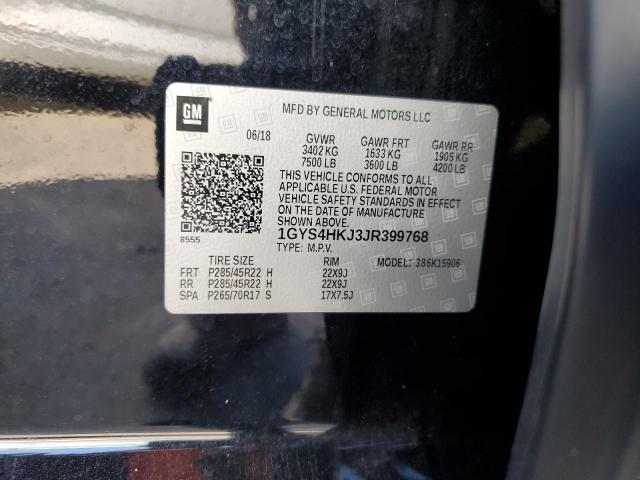 GM
MFD BY GENERAL MOTORS LLC
06/18 GVWR GAWR FRT GAWR RR
3402 KG 1633 KG 1905 KG
7500 LB 3600 LB 4200 LB
THIS VEHICLE CONFORMS TO ALL
APPLICABLE U.S. FEDERAL MOTOR
VEHICLE SAFETY STANDARDS IN EFFECT
ON THE DATE OF MANUFACTURE
SHOWN ABOVE.
8555 1GYS4HKJ3JR399768
TYPE: M.P.V.
TIRE SIZE RIM MODEL: 386K15906
FRT P285/45R22 H 22X9J
RR P285/45R22 H 22X9J
SPA P265/70R17 S 17X7.5J